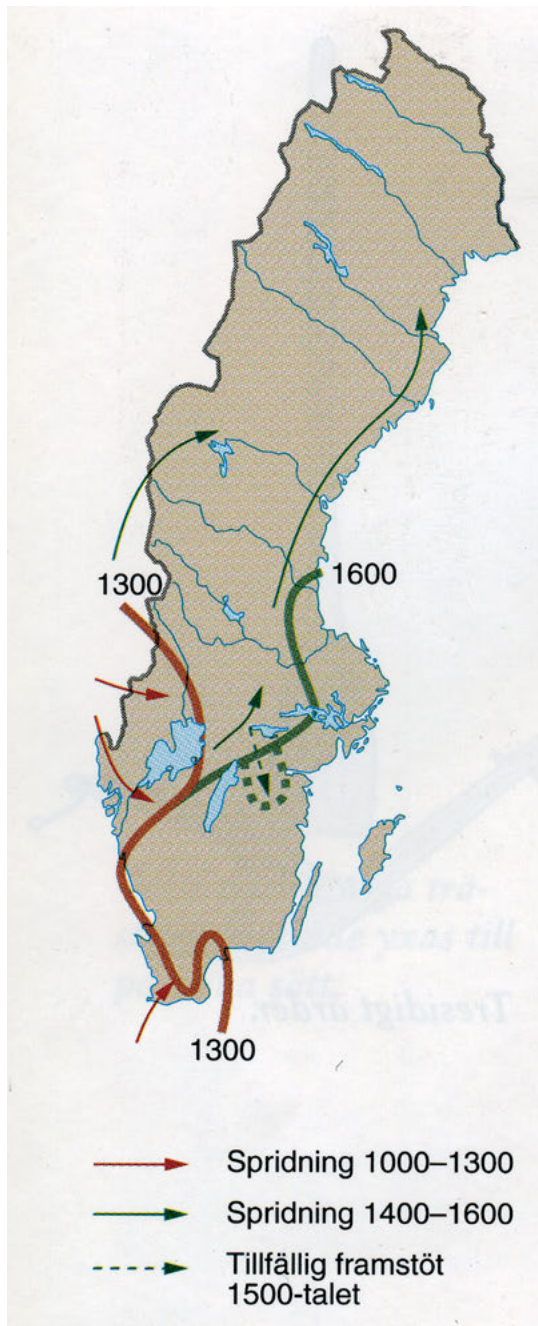 1300
1600
1300
Spridning 1000–1300
Spridning 1400–1600
Tillfällig framstöt
1500-talet